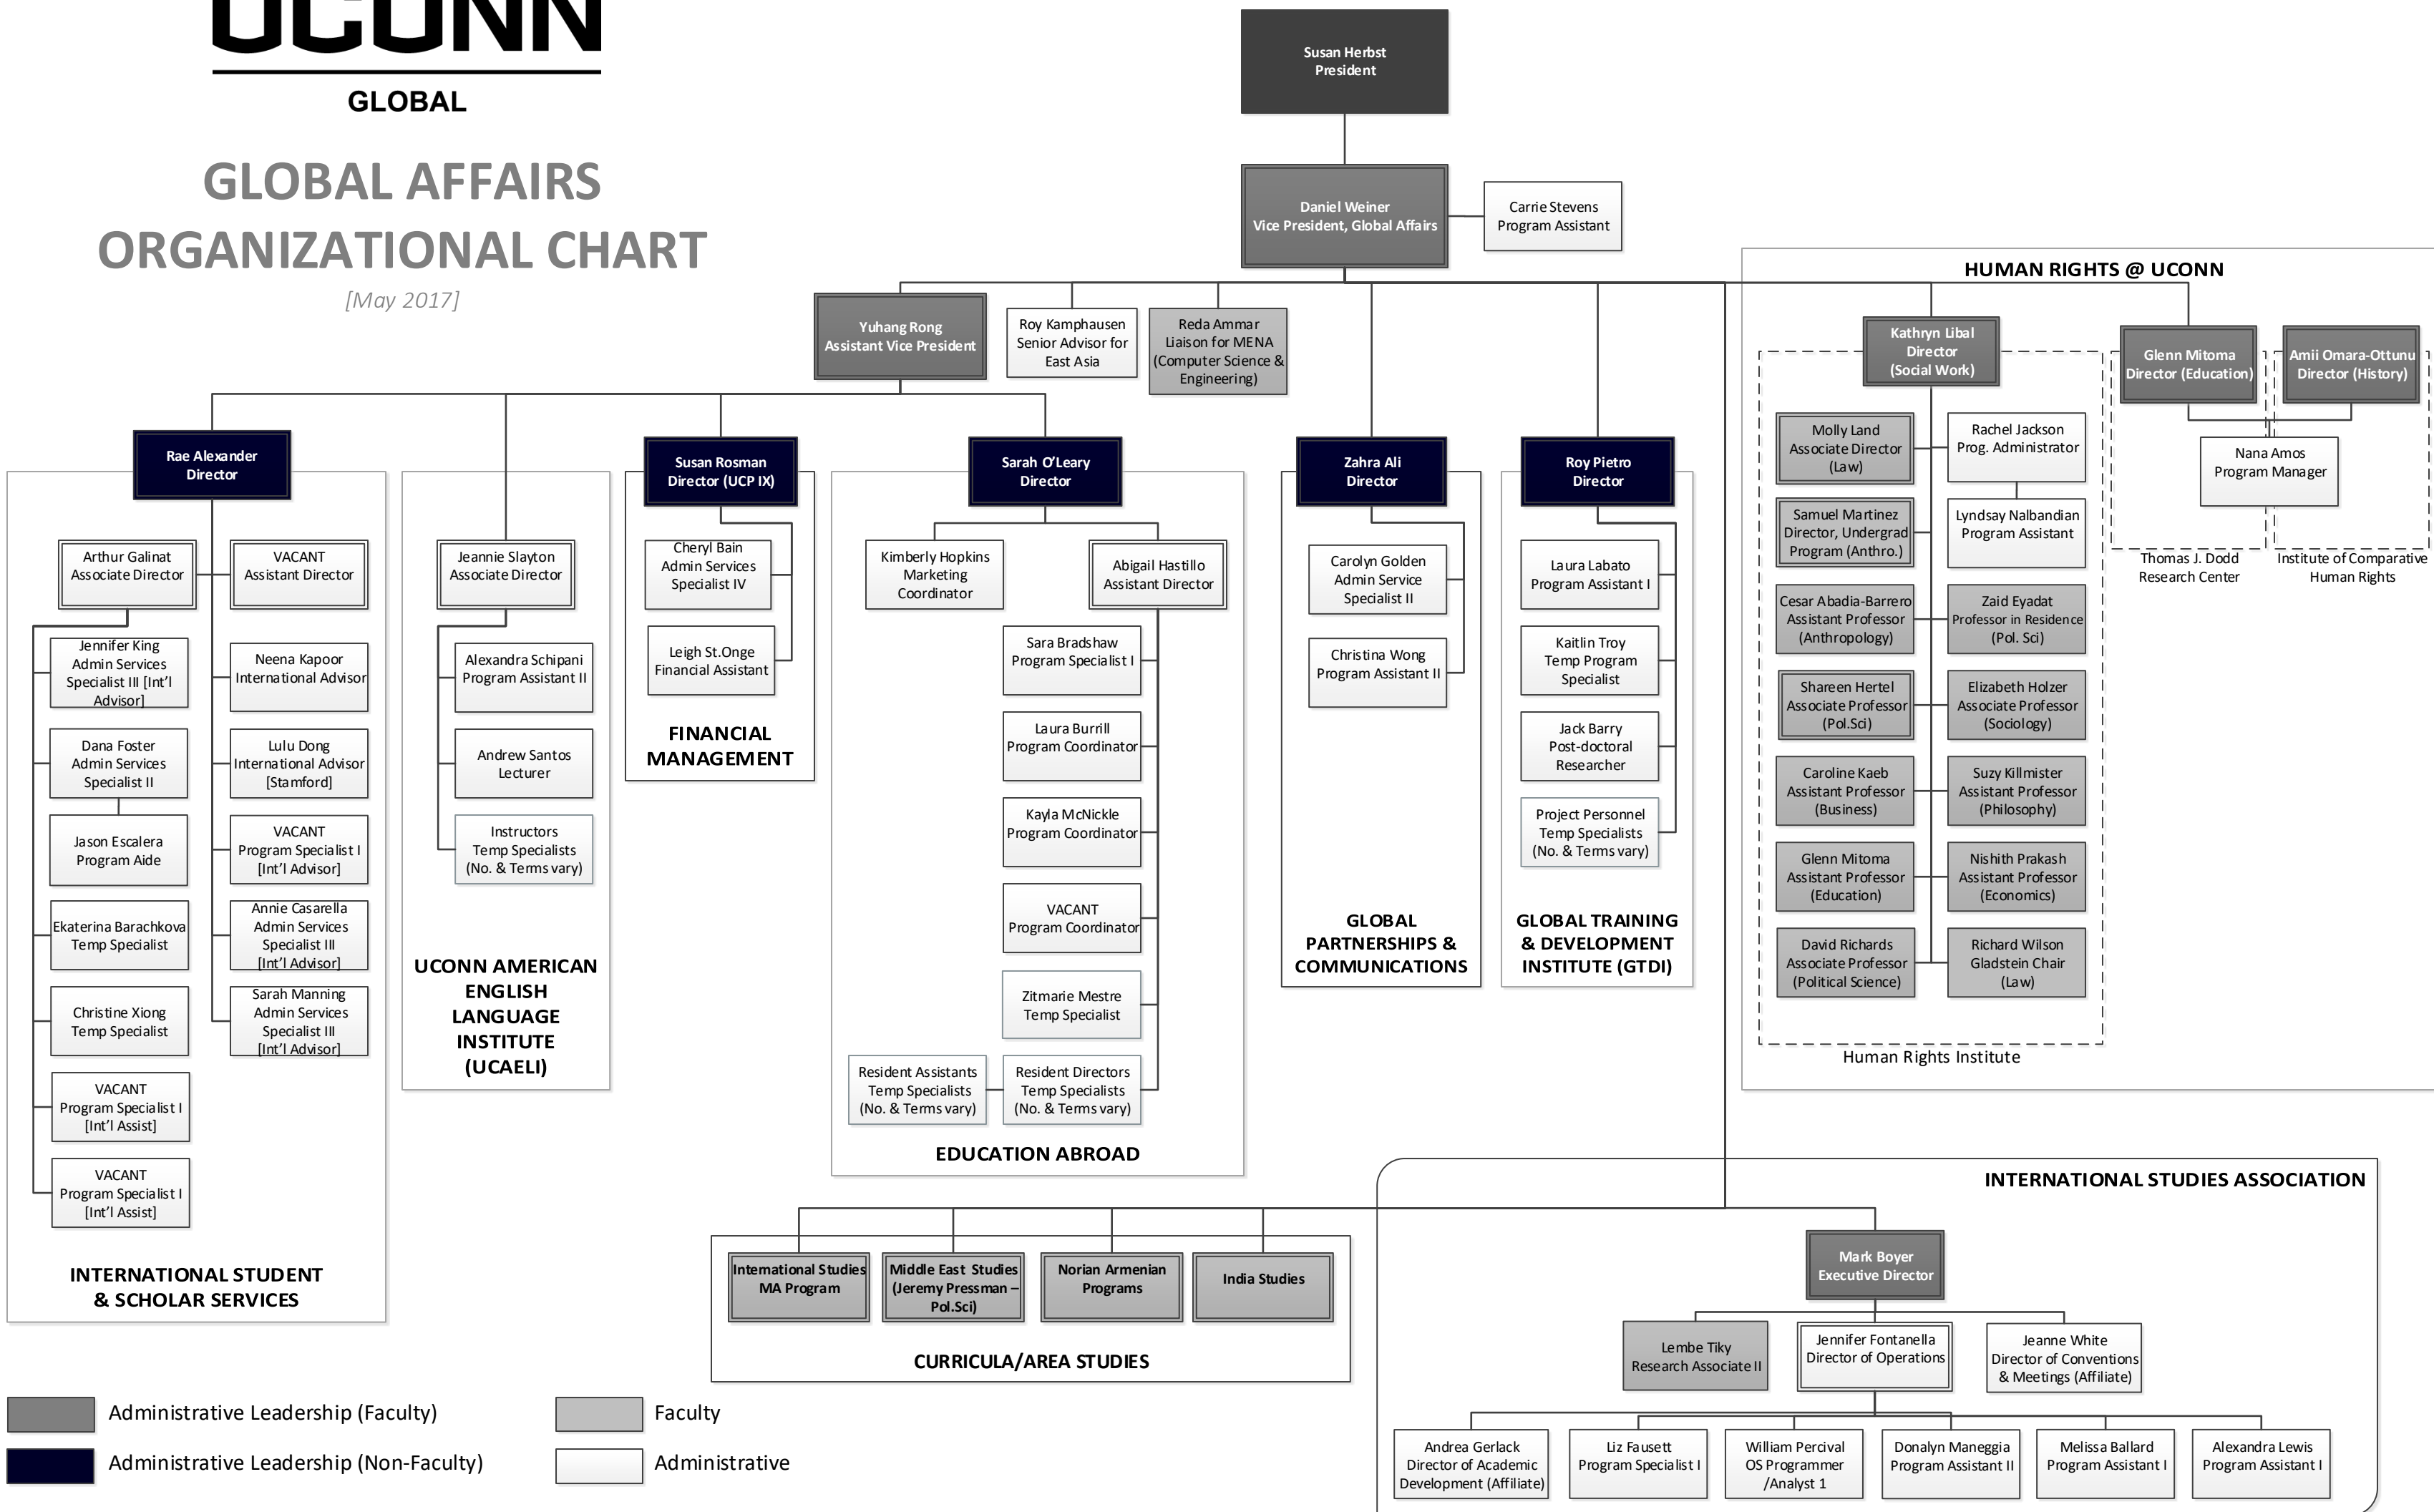 UCONN
GLOBAL
GLOBAL AFFAIRS
ORGANIZATIONAL CHART
[May 2017]
Susan Herbst
President
Daniel Weiner
Vice President, Global Affairs
Carrie Stevens
Program Assistant
Yuhang Rong
Assistant Vice President
Roy Kamphausen
Senior Advisor for
East Asia
Reda Ammar
Liaison for MENA
(Computer Science &
Engineering)
Rae Alexander
Director
Arthur Galinat
Associate Director
VACANT
Assistant Director
Jennifer King
Admin Services
Specialist III [Int'l
Advisor]
Dana Foster
Admin Services
Specialist II
Jason Escalera
Program Aide
Ekaterina Barachkova
Temp Specialist
Christine Xiong
Temp Specialist
VACANT
Program Specialist I
[Int'l Assist]
VACANT
Program Specialist I
[Int'l Assist]
Neena Kapoor
International Advisor
Lulu Dong
International Advisor
[Stamford]
VACANT
Program Specialist I
[Int'l Advisor]
Annie Casarella
Admin Services
Specialist III
[Int'l Advisor]
Sarah Manning
Admin Services
Specialist III
[Int'l Advisor]
INTERNATIONAL STUDENT
& SCHOLAR SERVICES
Jeannie Slayton
Associate Director
Alexandra Schipani
Program Assistant II
Andrew Santos
Lecturer
Instructors
Temp Specialists
(No. & Terms vary)
UCONN AMERICAN
ENGLISH
LANGUAGE
INSTITUTE
(UCAELI)
Susan Rosman
Director (UCP IX)
Cheryl Bain
Admin Services
Specialist IV
Leigh St.Onge
Financial Assistant
FINANCIAL
MANAGEMENT
Sarah O'Leary
Director
Kimberly Hopkins
Marketing
Coordinator
Abigail Hastillo
Assistant Director
Sara Bradshaw
Program Specialist I
Laura Burrill
Program Coordinator
Kayla McNickle
Program Coordinator
VACANT
Program Coordinator
Zitmarie Mestre
Temp Specialist
Resident Assistants
Temp Specialists
(No. & Terms vary)
Resident Directors
Temp Specialists
(No. & Terms vary)
EDUCATION ABROAD
Zahra Ali
Director
Carolyn Golden
Admin Service
Specialist II
Christina Wong
Program Assistant II
GLOBAL
PARTNERSHIPS &
COMMUNICATIONS
Roy Pietro
Director
Laura Labato
Program Assistant I
Kaitlin Troy
Temp Program
Specialist
Jack Barry
Post-doctoral
Researcher
Project Personnel
Temp Specialists
(No. & Terms vary)
GLOBAL TRAINING
& DEVELOPMENT
INSTITUTE (GTDI)
HUMAN RIGHTS @ UCONN
Kathryn Libal
Director
(Social Work)
Molly Land
Associate Director
(Law)
Rachel Jackson
Prog. Administrator
Samuel Martinez
Director, Undergrad
Program (Anthro.)
Lyndsay Nalbandian
Program Assistant
Cesar Abadia-Barrero
Assistant Professor
(Anthropology)
Zaid Eyadat
Professor in Residence
(Pol. Sci)
Shareen Hertel
Associate Professor
(Pol.Sci)
Elizabeth Holzer
Associate Professor
(Sociology)
Caroline Kaeb
Assistant Professor
(Business)
Suzy Killmister
Assistant Professor
(Philosophy)
Glenn Mitoma
Assistant Professor
(Education)
Nishith Prakash
Assistant Professor
(Economics)
David Richards
Associate Professor
(Political Science)
Richard Wilson
Gladstein Chair
(Law)
Human Rights Institute
Glenn Mitoma
Director (Education)
Amii Omara-Ottunu
Director (History)
Nana Amos
Program Manager
Thomas J. Dodd
Research Center
Institute of Comparative
Human Rights
International Studies
MA Program
Middle East Studies
(Jeremy Pressman –
Pol.Sci)
Norian Armenian
Programs
India Studies
CURRICULA/AREA STUDIES
INTERNATIONAL STUDIES ASSOCIATION
Mark Boyer
Executive Director
Lembe Tiky
Research Associate II
Jennifer Fontanella
Director of Operations
Jeanne White
Director of Conventions
& Meetings (Affiliate)
Andrea Gerlack
Director of Academic
Development (Affiliate)
Liz Fausett
Program Specialist I
William Percival
OS Programmer
/Analyst 1
Donalyn Maneggia
Program Assistant II
Melissa Ballard
Program Assistant I
Alexandra Lewis
Program Assistant I
Administrative Leadership (Faculty)
Faculty
Administrative Leadership (Non-Faculty)
Administrative